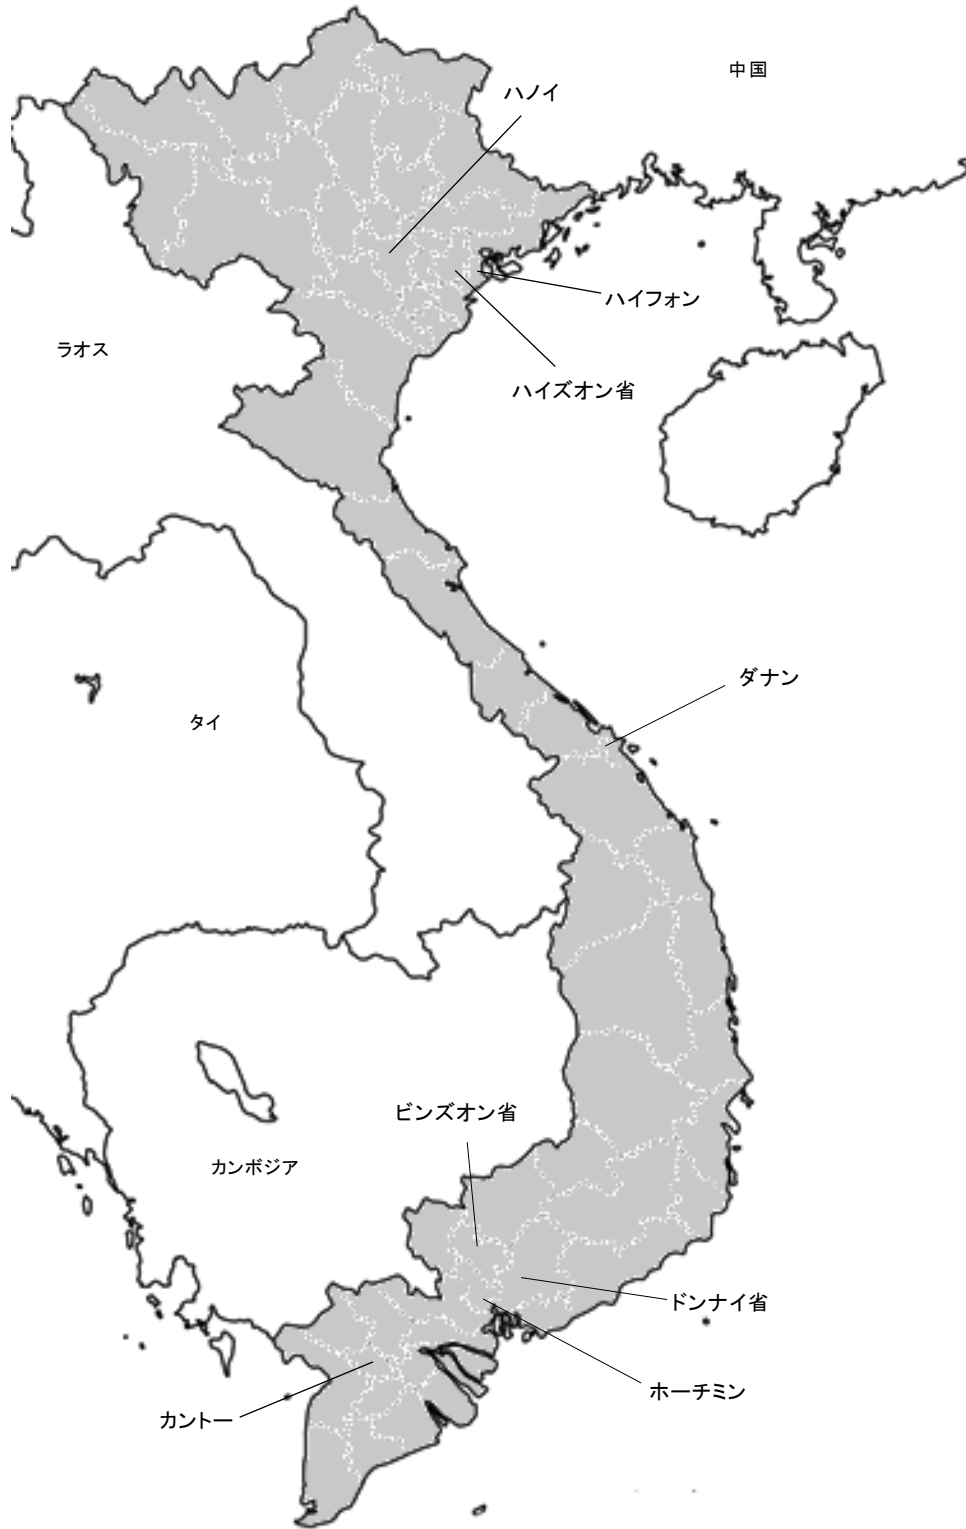 中国
ハノイ
ハイフォン
ラオス
ハイズオン省
ダナン
タイ
ビンズオン省
カンボジア
ドンナイ省
ホーチミン
カントー